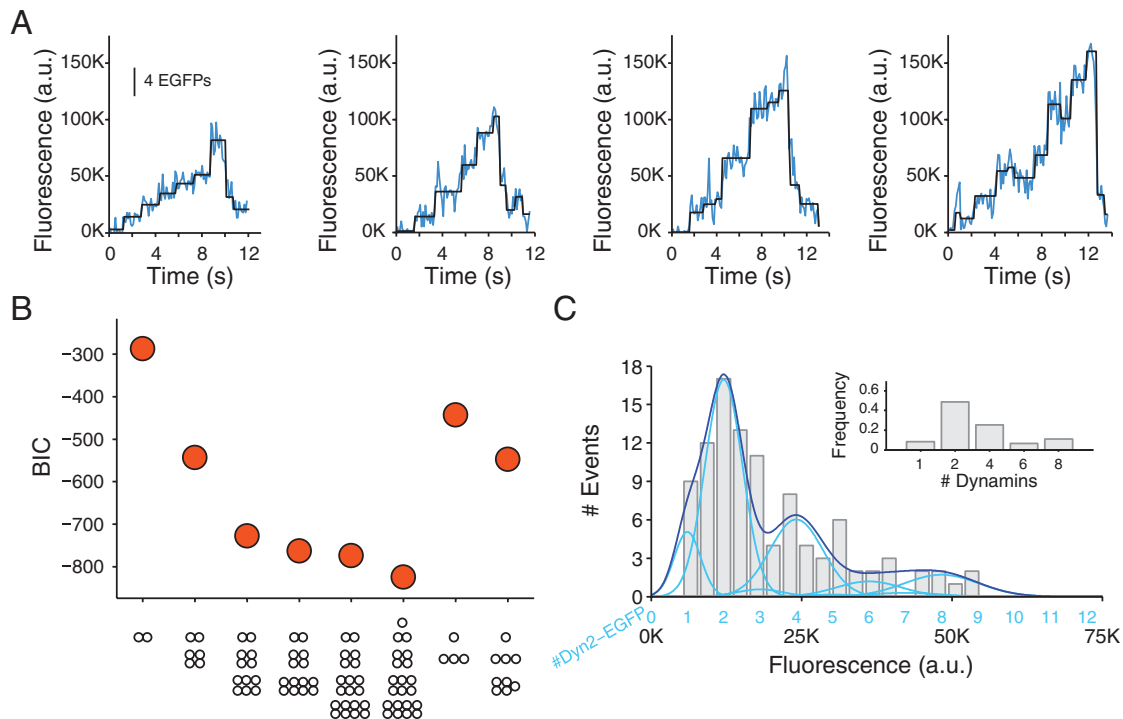 A
Fluorescence (a.u.)
150K
100K
50K
0K
4 EGFPs
0 4 8 12
Time (s)
Fluorescence (a.u.)
150K
100K
50K
0K
0 4 8 12
Time (s)
Fluorescence (a.u.)
150K
100K
50K
0K
0 4 8 12
Time (s)
Fluorescence (a.u.)
150K
100K
50K
0K
0 4 8 12
Time (s)
B
BIC
−300
−400
−500
−600
−700
−800
C
# Events
18
15
12
9
6
3
0
Frequency
0.6
0.4
0.2
0
1 2 4 6 8
# Dynamins
#Dyn2−EGFP
0 1 2 3 4 5 6 7 8 9 10 11 12
0K 25K 50K 75K
Fluorescence (a.u.)